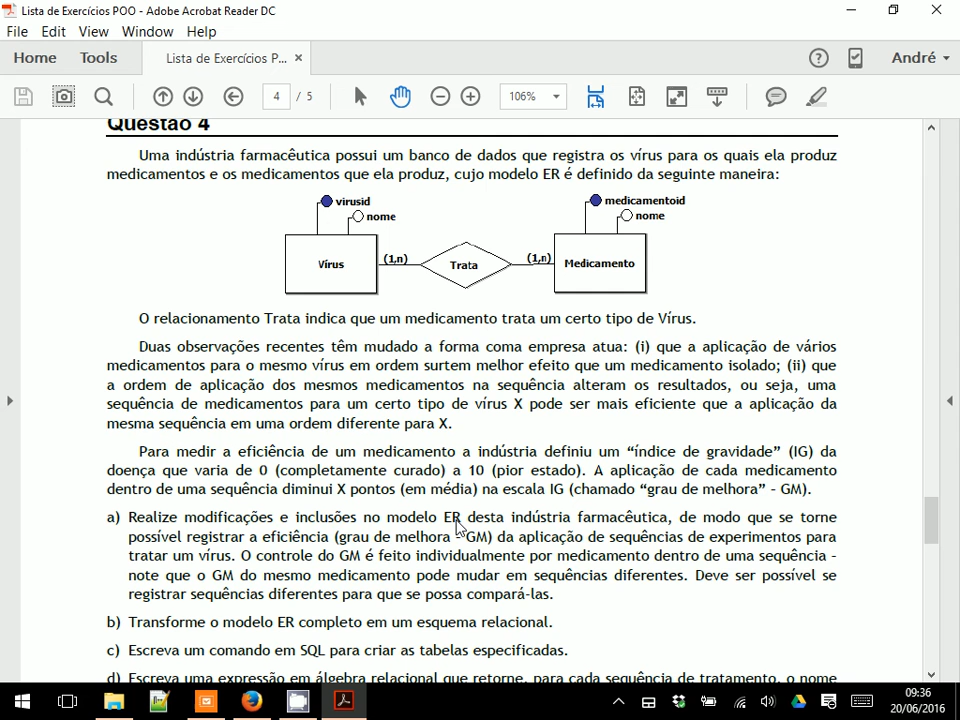 Lista de Exercícios POO - Adobe Acrobat Reader DC
File Edit View Window Help
Home Tools Lista de Exercícios P... × André
4 / 5 106%
Questão 4
Uma indústria farmacêutica possui um banco de dados que registra os vírus para os quais ela produz
medicamentos e os medicamentos que ela produz, cujo modelo ER é definido da seguinte maneira:
virusid
nome
medicamentoid
nome
Vírus (1,n) Trata (1,n) Medicamento
O relacionamento Trata indica que um medicamento trata um certo tipo de Vírus.
Duas observações recentes têm mudado a forma coma empresa atua: (i) que a aplicação de vários
medicamentos para o mesmo vírus em ordem surtem melhor efeito que um medicamento isolado; (ii) que
a ordem de aplicação dos mesmos medicamentos na sequência alteram os resultados, ou seja, uma
sequência de medicamentos para um certo tipo de vírus X pode ser mais eficiente que a aplicação da
mesma sequência em uma ordem diferente para X.
Para medir a eficiência de um medicamento a indústria definiu um “índice de gravidade” (IG) da
doença que varia de 0 (completamente curado) a 10 (pior estado). A aplicação de cada medicamento
dentro de uma sequência diminui X pontos (em média) na escala IG (chamado “grau de melhora” – GM).
a) Realize modificações e inclusões no modelo ER desta indústria farmacêutica, de modo que se torne
possível registrar a eficiência (grau de melhora – GM) da aplicação de sequências de experimentos para
tratar um vírus. O controle do GM é feito individualmente por medicamento dentro de uma sequência –
note que o GM do mesmo medicamento pode mudar em sequências diferentes. Deve ser possível se
registrar sequências diferentes para que se possa compará-las.
b) Transforme o modelo ER completo em um esquema relacional.
c) Escreva um comando em SQL para criar as tabelas especificadas.
d) Escreva uma expressão em álgebra relacional que retorne, para cada sequência de tratamento, o nome
09:36
20/06/2016